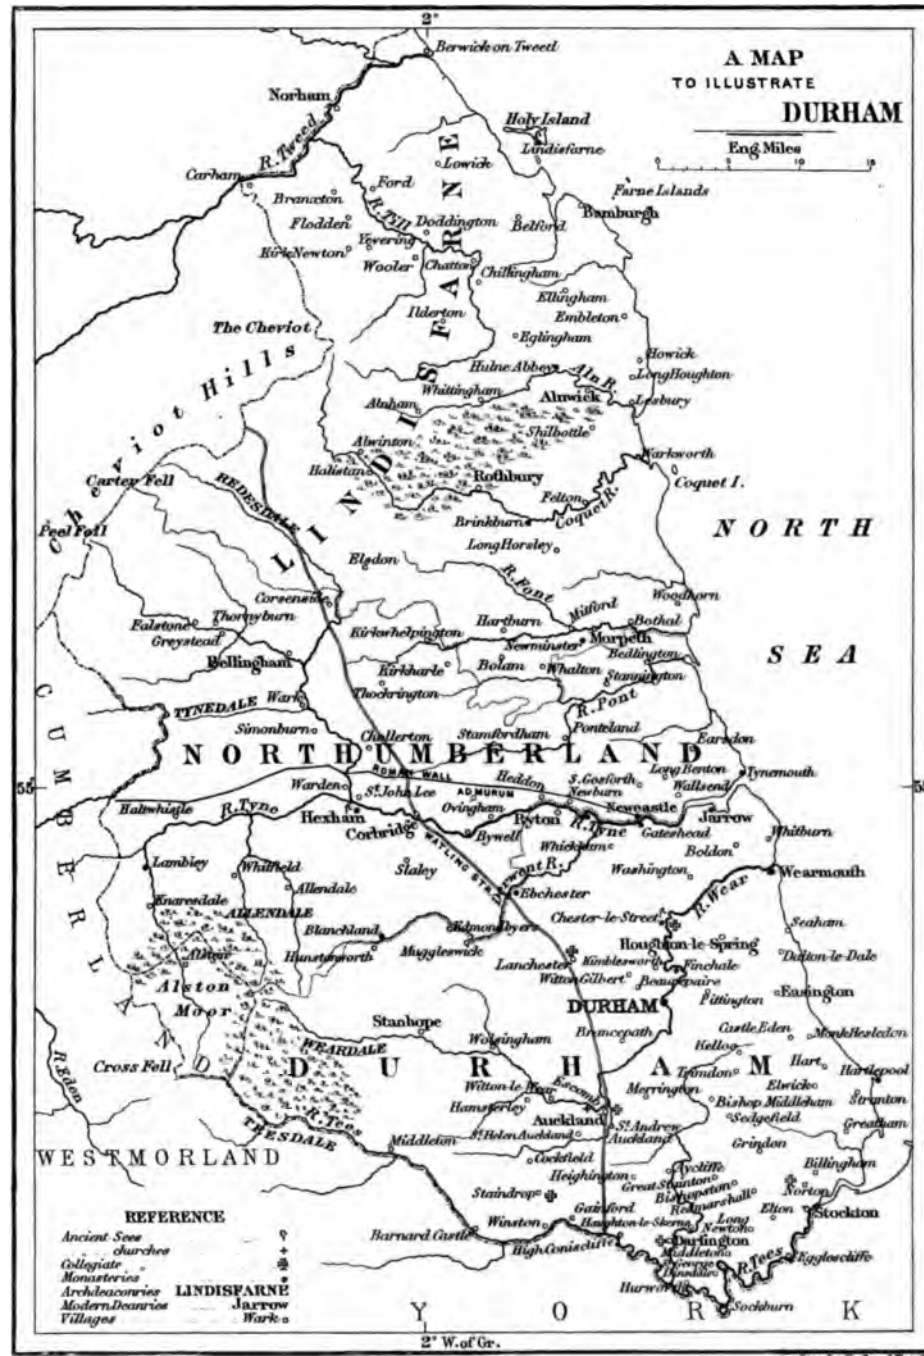 2°
A MAP
TO ILLUSTRATE
DURHAM
Eng. Miles
0 5 10 15
Berwick on Tweed
Norham
R. Tweed
Holy Island
Lindisfarne
Carham
Lowick
Ford
Branxton
R. Till
Farne Islands
Bamburgh
Flodden
Doddington
Belford
Yevering
Kirk Newton
Wooler
Chatton
Chillingham
Ellingham
Ilderton
Embleton
The Cheviot
Eglingham
Cheviot Hills
Howick
Hulne Abbey
Aln R.
Long Houghton
Whittingham
Alnwick
Lesbury
Alnham
Shilbottle
Alwinton
Warkworth
Halistan
Rothbury
Carter Fell
REDESDALE
Felton
Coquet R.
Coquet I.
LINDISFARNE
Brinkburn
NORTH
Peel Fell
Long Horsley
Elsdon
R. Font
Corsenside
Woodhorn
Thorneyburn
Mitford
Falstone
Hartburn
Bothal
Greystead
Kirkwhelpington
Newminster
Morpeth
SEA
Bellingham
Bedlington
Kirkharle
Bolam
Whalton
Stannington
Thockrington
Wark
TYNEDALE
R. Pont
Simonburn
Chollerton
Stamfordham
Ponteland
Earsdon
NORTHUMBERLAND
CUMBERLAND
ROMAN WALL
Long Benton
Tynemouth
55
Heddon
S. Gosforth
Wallsend
55
Warden
St. John Lee
AD MURUM
Newburn
Haltwhistle
R. Tyne
Ovingham
Newcastle
Jarrow
Hexham
Ryton
R. Tyne
Gateshead
Corbridge
Bywell
Whitburn
Whickham
Boldon
Lambley
Whitfield
Slaley
WATLING ST.
Derwent R.
Washington
Wearmouth
Allendale
Ebchester
R. Wear
Knaresdale
ALLENDALE
Chester-le-Street
Seaham
Blanchland
Edmondbyers
Houghton-le-Spring
Hunstonworth
Muggleswick
Alston
Lanchester
Kimblesworth
Finchale
Dalton-le-Dale
Alston
Moor
Witton Gilbert
Beaurepaire
Pittington
Easington
DURHAM
Stanhope
Castle Eden
Monk Hesledon
Brancepath
WEARDALE
Wolsingham
Kelloe
R. Eden
Cross Fell
DURHAM
Trimdon
Hart
Hartlepool
Witton-le-Wear
Escomb
Merrington
Elwick
Stranton
Hamsterley
Bishop Middleham
R. Tees
Auckland
Sedgefield
Greatham
TEESDALE
St. Helen Auckland
St. Andrew
Auckland
Middleton
Grindon
WESTMORLAND
Cockfield
Aycliffe
Billingham
Heighington
Great Stainton
Bishopston
Staindrop
Redmarshall
Norton
REFERENCE
Gainford
Elton
Stockton
Ancient Sees
Winston
Haughton-le-Skerne
Long
Newton
„ churches
Barnard Castle
Darlington
Collegiate „
High Coniscliffe
Middleton
R. Tees
Egglescliffe
Monasteries
St. George
Archdeaconries LINDISFARNE
Dinsdale
Modern Deanries Jarrow
Hurworth
Villages Wark
Sockburn
YORK
2° W. of Gr.